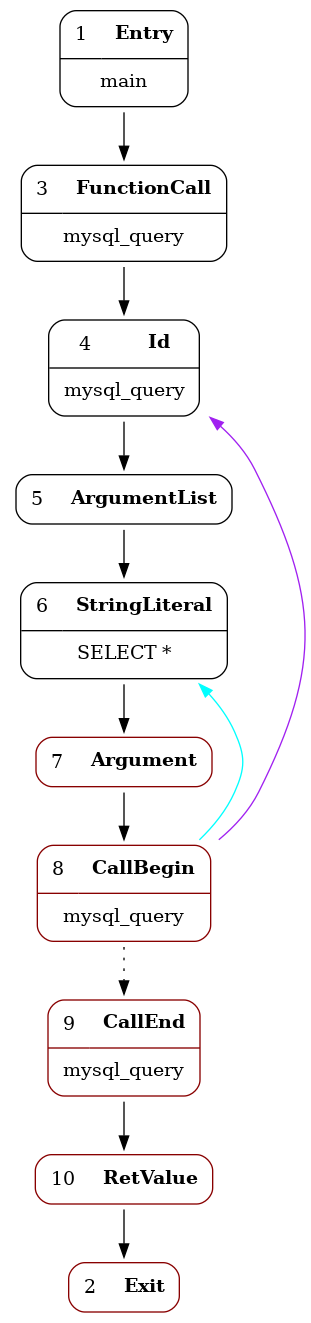 1 Entry
main
3 FunctionCall
mysql_query
4 Id
mysql_query
5 ArgumentList
6 StringLiteral
SELECT *
7 Argument
8 CallBegin
mysql_query
9 CallEnd
mysql_query
10 RetValue
2 Exit